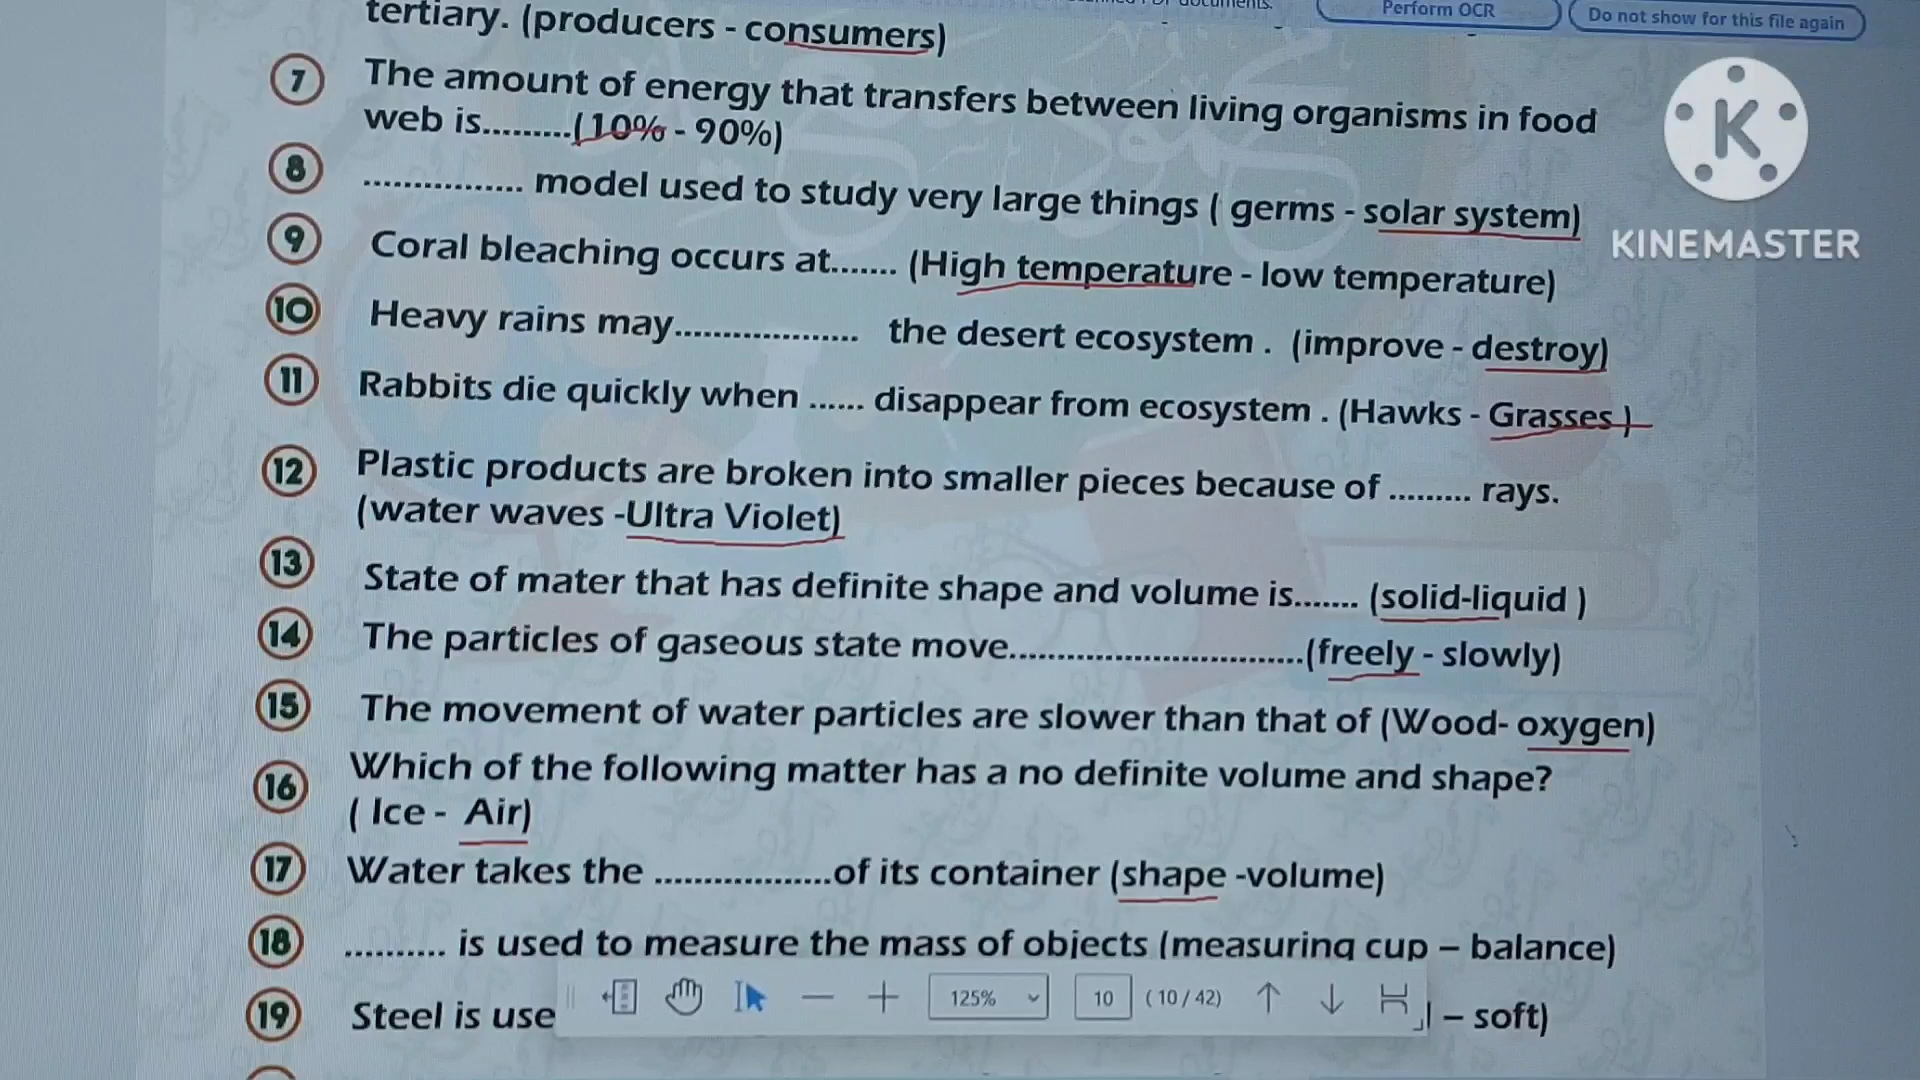 Perform OCR
Do not show for this file again
tertiary. (producers - consumers)
7 The amount of energy that transfers between living organisms in food
web is.........(10% - 90%)
8 ................ model used to study very large things ( germs - solar system)
KINEMASTER
9 Coral bleaching occurs at....... (High temperature - low temperature)
10 Heavy rains may.................. the desert ecosystem . (improve - destroy)
11 Rabbits die quickly when ...... disappear from ecosystem . (Hawks - Grasses )
12 Plastic products are broken into smaller pieces because of ......... rays.
(water waves -Ultra Violet)
13 State of mater that has definite shape and volume is....... (solid-liquid )
14 The particles of gaseous state move...............................(freely - slowly)
15 The movement of water particles are slower than that of (Wood- oxygen)
16 Which of the following matter has a no definite volume and shape?
( Ice - Air)
17 Water takes the ..................of its container (shape -volume)
18 .......... is used to measure the mass of objects (measuring cup – balance)
19 Steel is use – soft)
125% 10 (10 / 42)